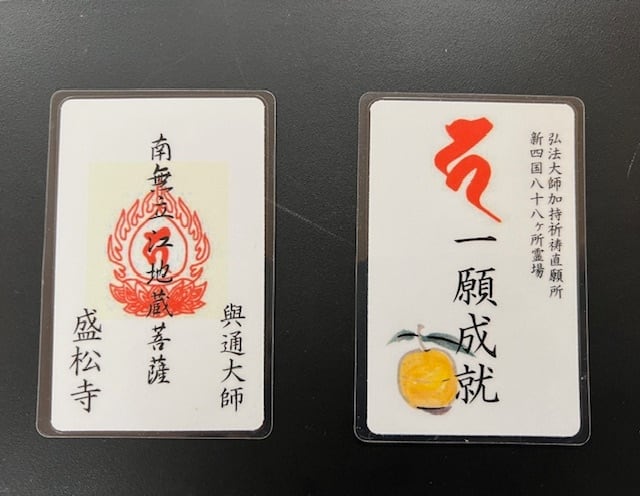 與通大師
南無立江地蔵菩薩
盛松寺
弘法大師加持祈祷直願所
新四国八十八ヶ所霊場
一願成就